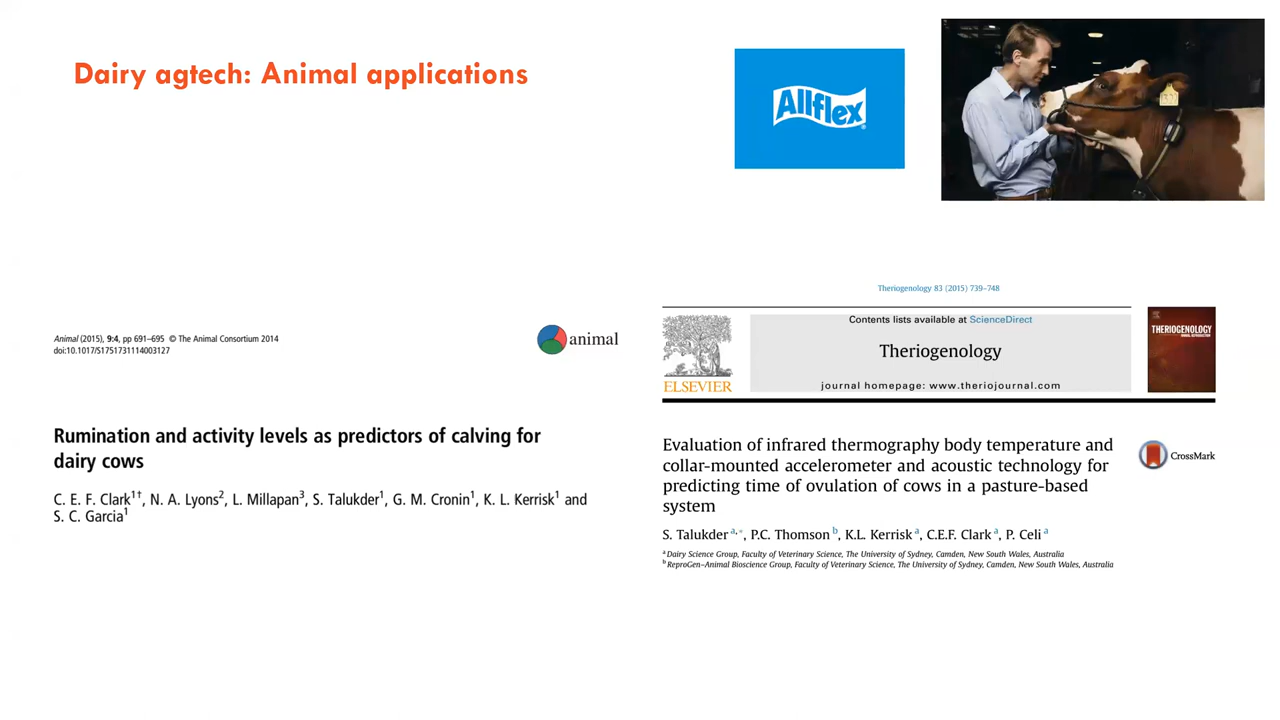 Dairy agtech: Animal applications
Allflex®
Animal (2015), 9:4, pp 691–695 © The Animal Consortium 2014
doi:10.1017/S1751731114003127
animal
Rumination and activity levels as predictors of calving for
dairy cows
C. E. F. Clark1†, N. A. Lyons2, L. Millapan3, S. Talukder1, G. M. Cronin1, K. L. Kerrisk1 and
S. C. Garcia1
Theriogenology 83 (2015) 739–748
Contents lists available at ScienceDirect
Theriogenology
journal homepage: www.theriojournal.com
ELSEVIER
THERIOGENOLOGY
ANIMAL REPRODUCTION
Evaluation of infrared thermography body temperature and
collar-mounted accelerometer and acoustic technology for
predicting time of ovulation of cows in a pasture-based
system
CrossMark
S. Talukder a,*, P.C. Thomson b, K.L. Kerrisk a, C.E.F. Clark a, P. Celi a
a Dairy Science Group, Faculty of Veterinary Science, The University of Sydney, Camden, New South Wales, Australia
b ReproGen–Animal Bioscience Group, Faculty of Veterinary Science, The University of Sydney, Camden, New South Wales, Australia